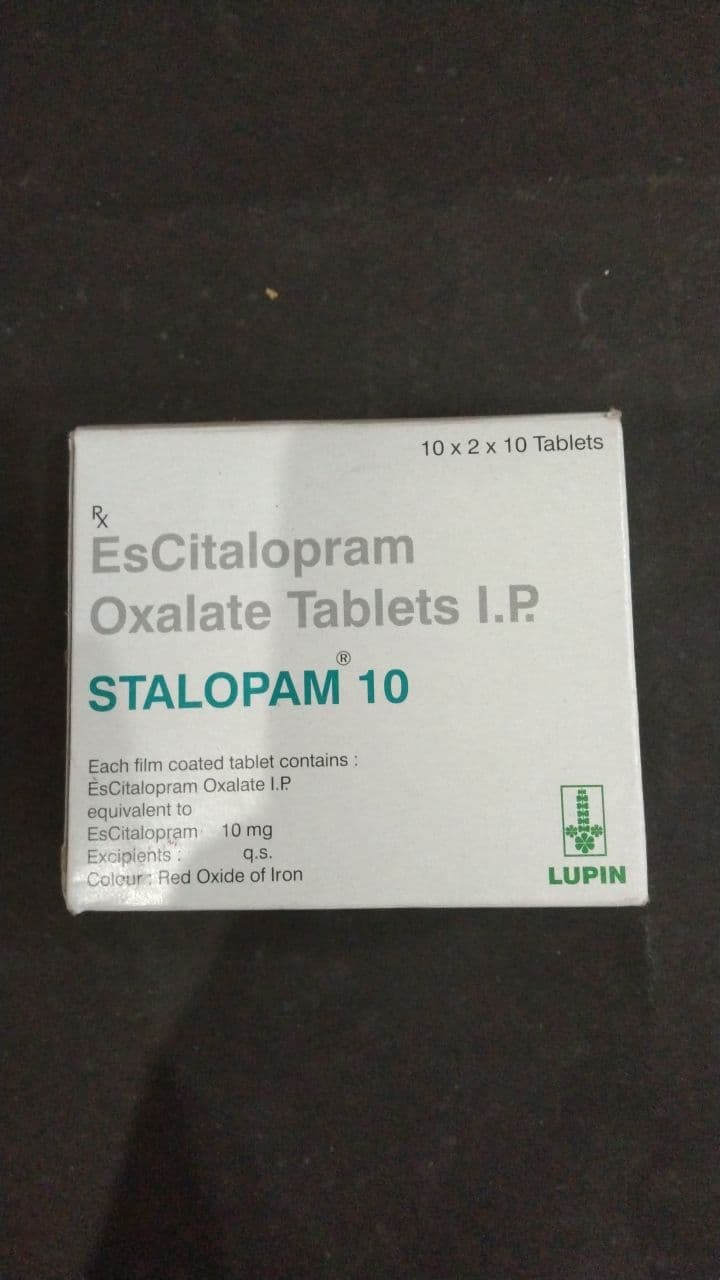 10 x 2 x 10 Tablets
Rx
EsCitalopram
Oxalate Tablets I.P.
STALOPAM® 10
Each film coated tablet contains :
EsCitalopram Oxalate I.P.
equivalent to
EsCitalopram 10 mg
Excipients : q.s.
Colour : Red Oxide of Iron
LUPIN